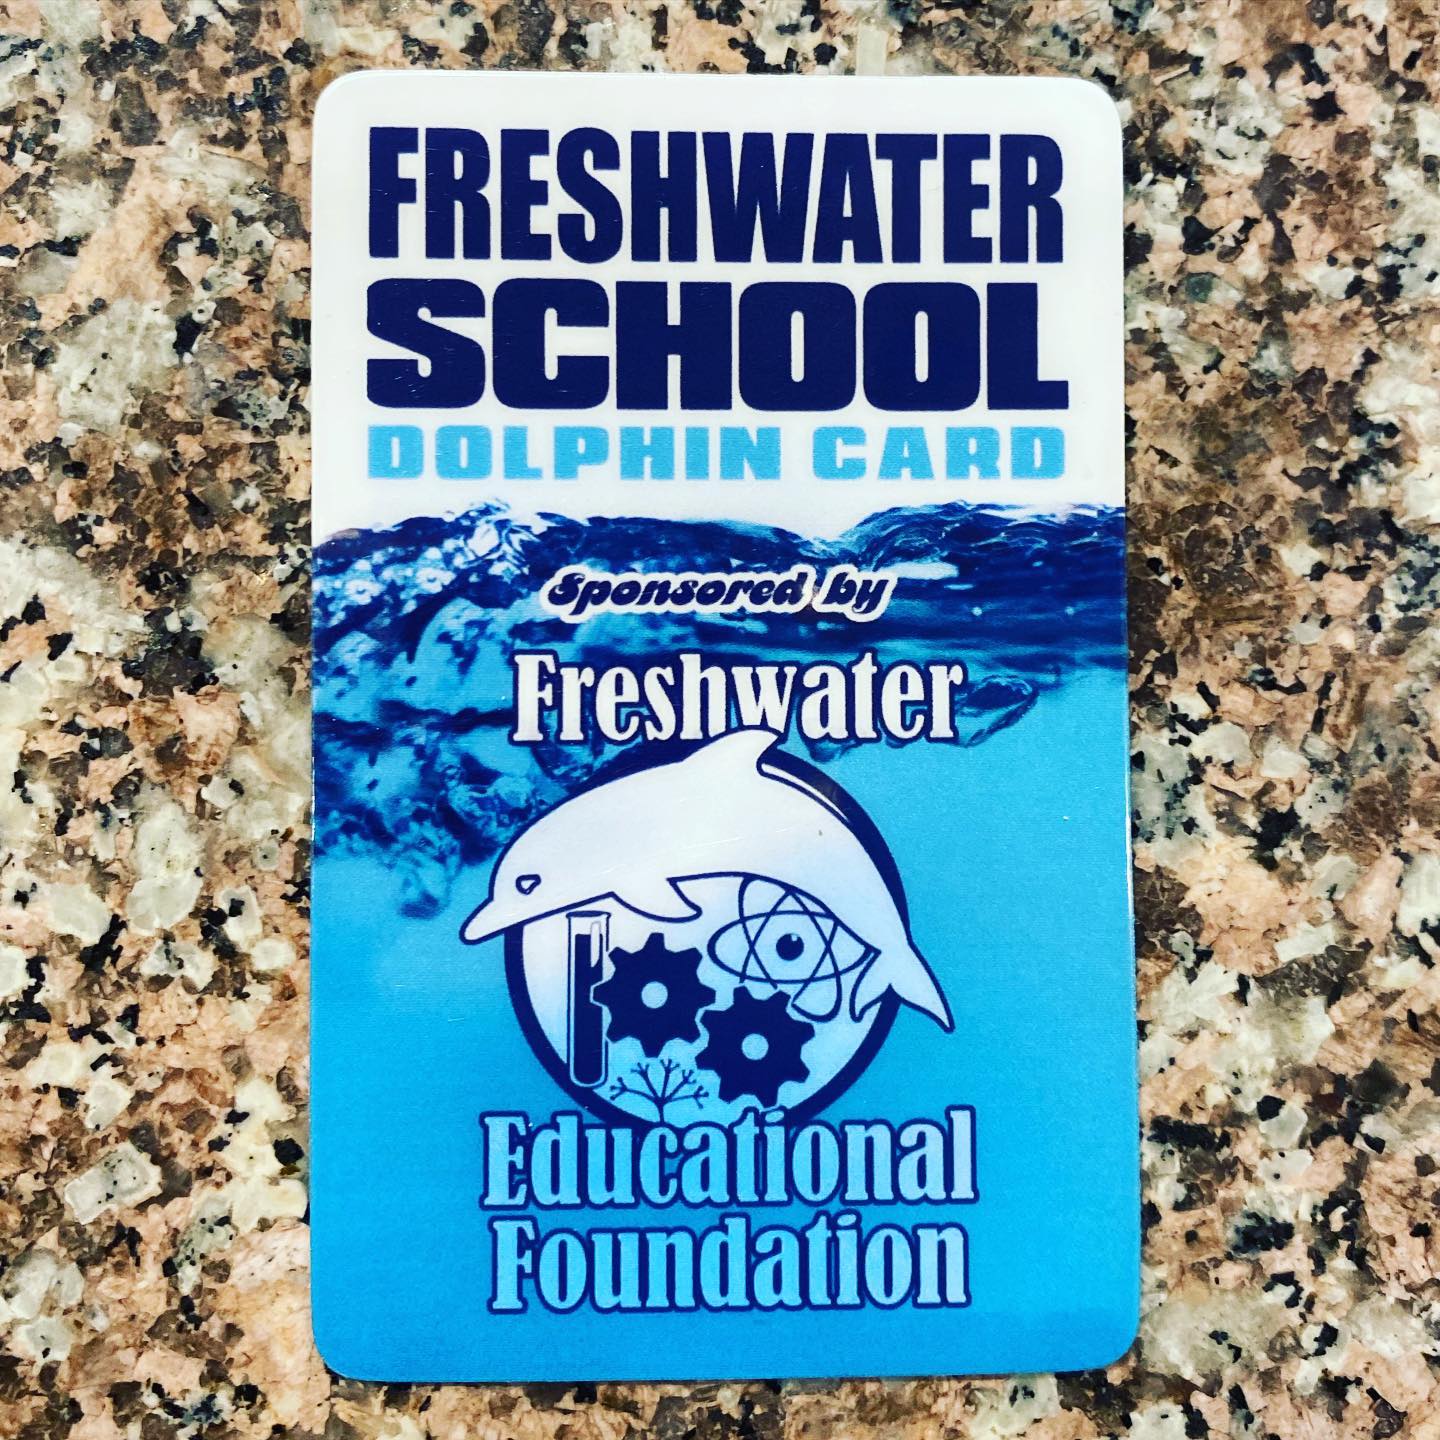 FRESHWATER
SCHOOL
DOLPHIN CARD
Sponsored by
Freshwater
Educational
Foundation